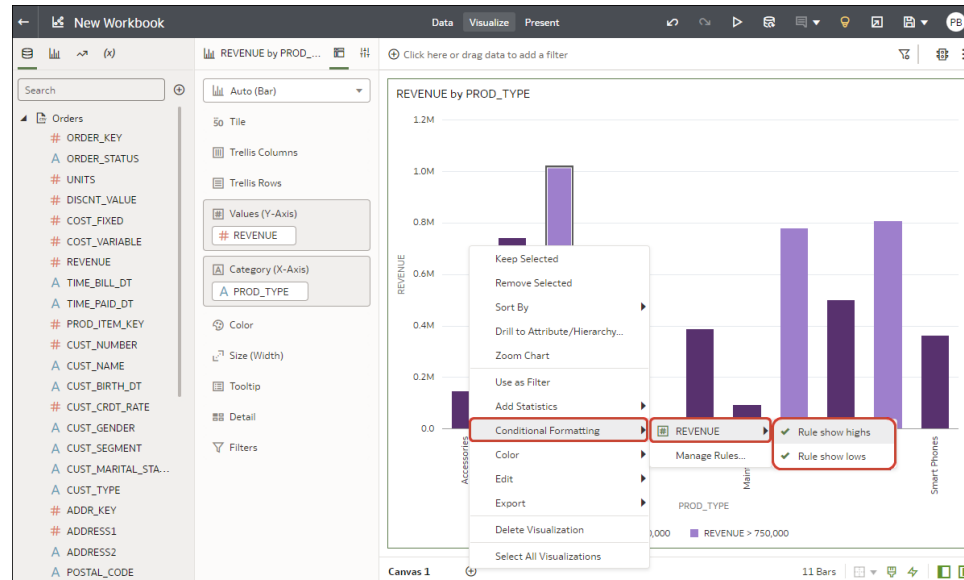 New Workbook
Data Visualize Present
PB
(x)
REVENUE by PROD_...
Click here or drag data to add a filter
Search
Orders
ORDER_KEY
ORDER_STATUS
UNITS
DISCNT_VALUE
COST_FIXED
COST_VARIABLE
REVENUE
TIME_BILL_DT
TIME_PAID_DT
PROD_ITEM_KEY
CUST_NUMBER
CUST_NAME
CUST_BIRTH_DT
CUST_CRDT_RATE
CUST_GENDER
CUST_SEGMENT
CUST_MARITAL_STA...
CUST_TYPE
ADDR_KEY
ADDRESS1
ADDRESS2
POSTAL_CODE
Auto (Bar)
Tile
Trellis Columns
Trellis Rows
Values (Y-Axis)
# REVENUE
Category (X-Axis)
A PROD_TYPE
Color
Size (Width)
Tooltip
Detail
Filters
REVENUE by PROD_TYPE
1.2M
1.0M
0.8M
0.6M
0.4M
0.2M
0.0
REVENUE
Accessories
Smart Phones
PROD_TYPE
REVENUE > 750,000
Keep Selected
Remove Selected
Sort By
Drill to Attribute/Hierarchy...
Zoom Chart
Use as Filter
Add Statistics
Conditional Formatting
Color
Edit
Export
Delete Visualization
Select All Visualizations
# REVENUE
Manage Rules...
Rule show highs
Rule show lows
Canvas 1
11 Bars